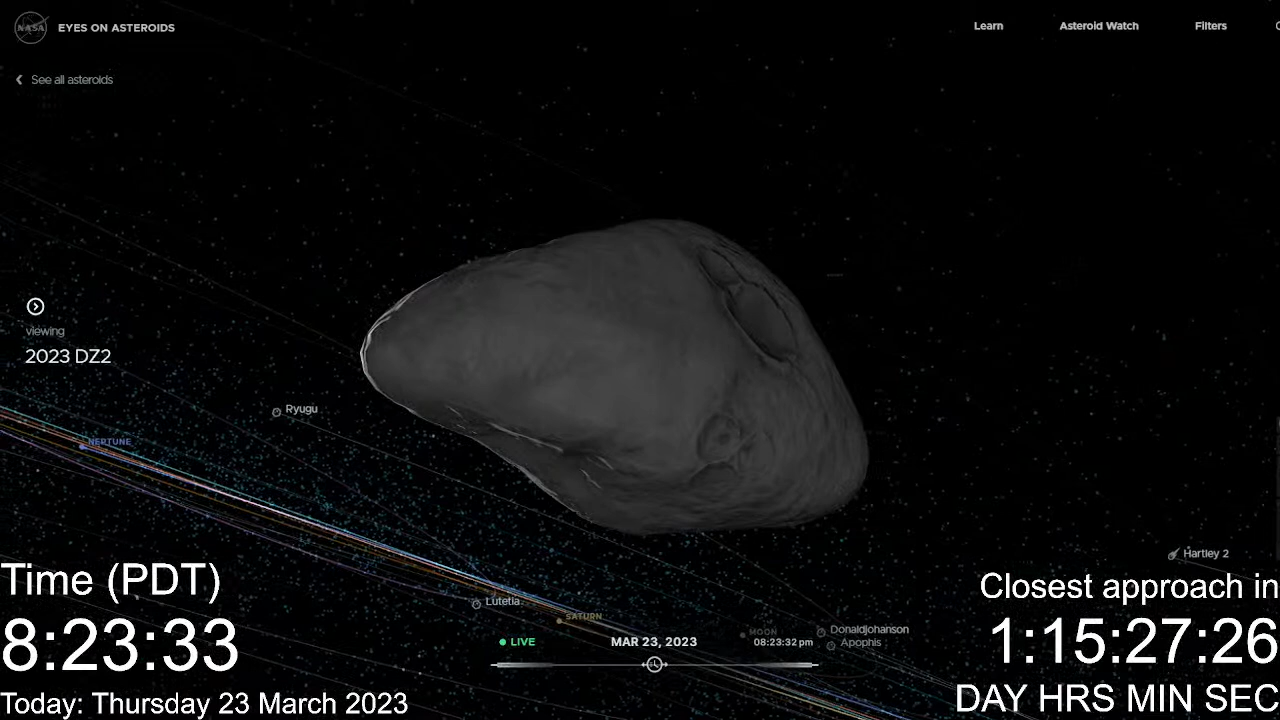 NASA
EYES ON ASTEROIDS
Learn
Asteroid Watch
Filters
See all asteroids
viewing
2023 DZ2
Ryugu
NEPTUNE
Hartley 2
Time (PDT)
8:23:33
Today: Thursday 23 March 2023
Lutetia
SATURN
LIVE
MAR 23, 2023
MOON
08:23:32 pm
Donaldjohanson
Apophis
Closest approach in
1:15:27:26
DAY HRS MIN SEC